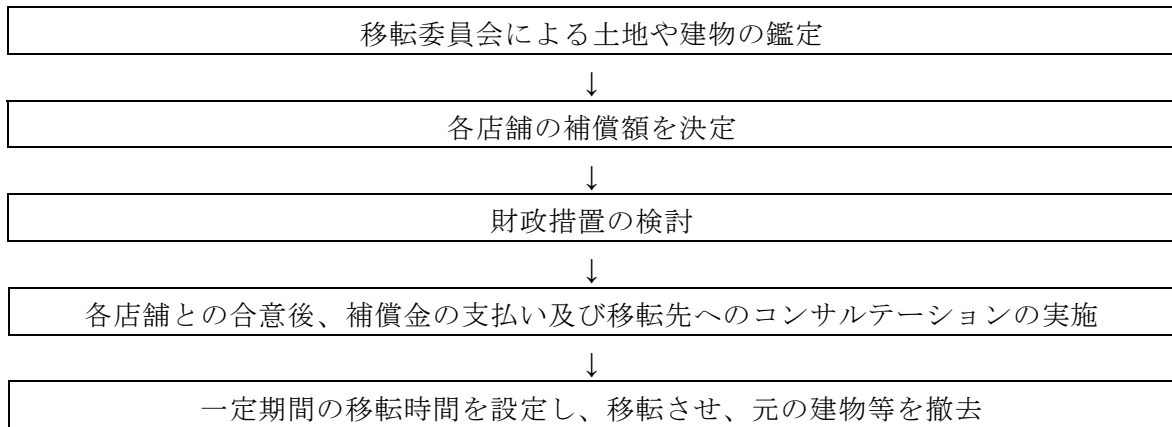 移転委員会による土地や建物の鑑定
↓
各店舗の補償額を決定
↓
財政措置の検討
↓
各店舗との合意後、補償金の支払い及び移転先へのコンサルテーションの実施
↓
一定期間の移転時間を設定し、移転させ、元の建物等を撤去